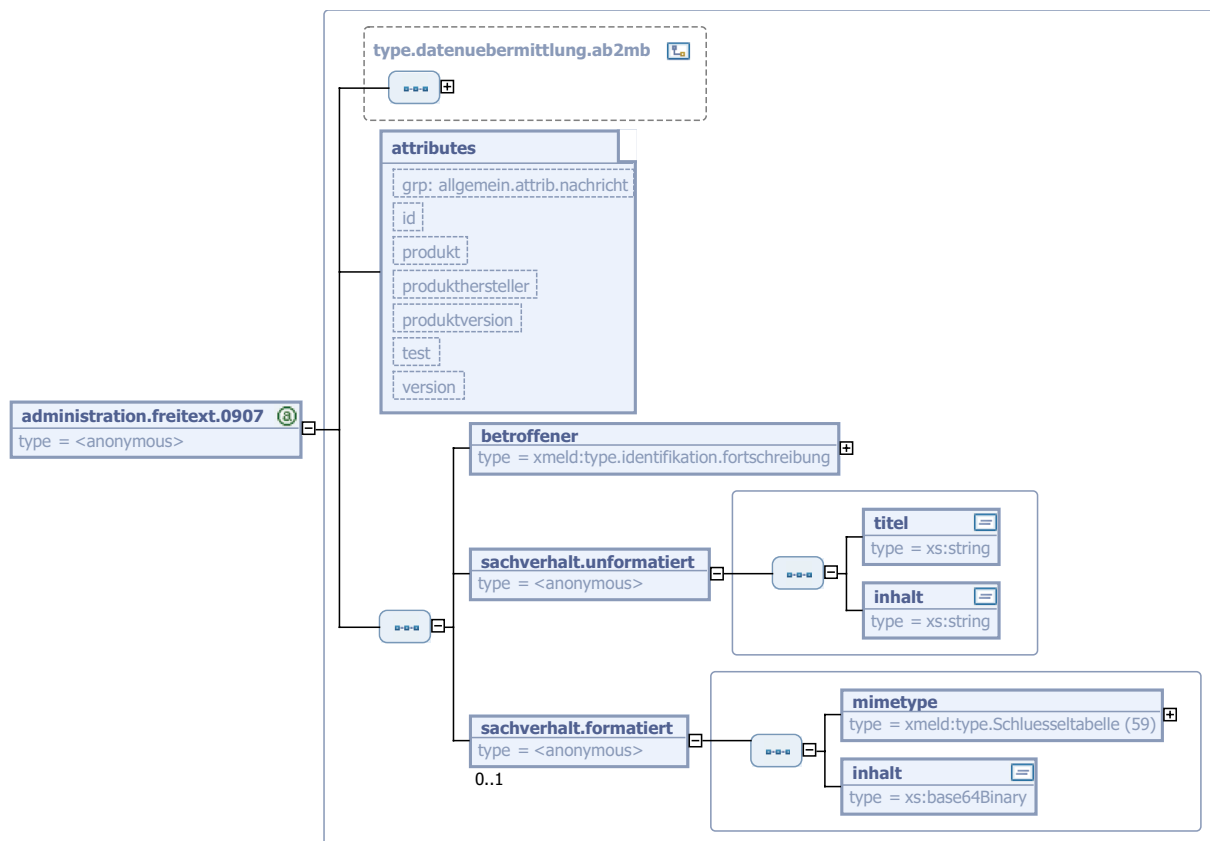 type.datenuebermittlung.ab2mb
attributes
grp: allgemein.attrib.nachricht
id
produkt
produkthersteller
produktversion
test
version
administration.freitext.0907 a
type = <anonymous>
betroffener
type = xmeld:type.identifikation.fortschreibung
sachverhalt.unformatiert
type = <anonymous>
titel
type = xs:string
inhalt
type = xs:string
sachverhalt.formatiert
type = <anonymous>
0..1
mimetype
type = xmeld:type.Schluesseltabelle (59)
inhalt
type = xs:base64Binary